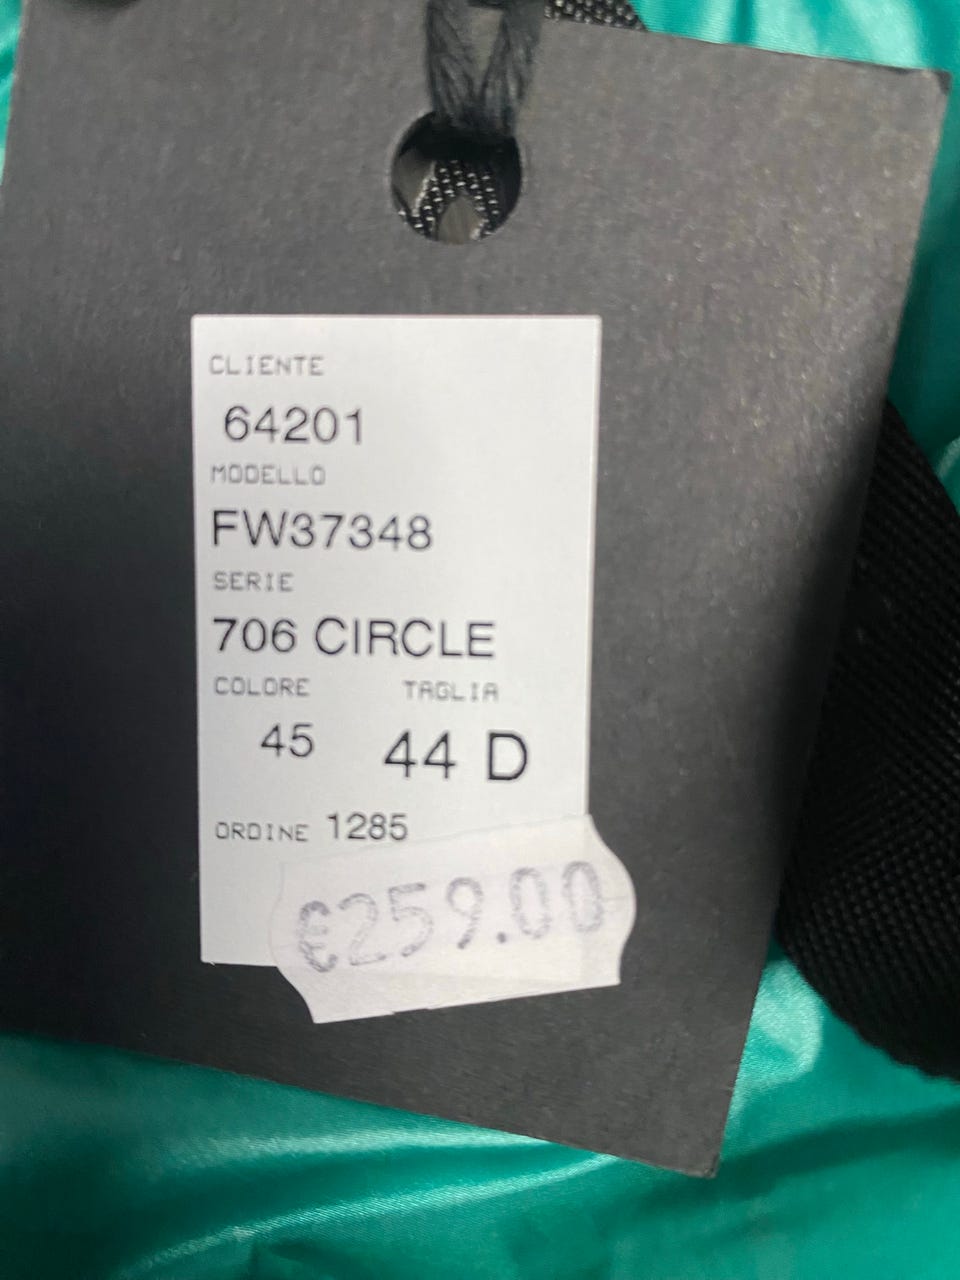 CLIENTE
64201
MODELLO
FW37348
SERIE
706 CIRCLE
COLORE TAGLIA
45 44 D
ORDINE 1285
€259.00